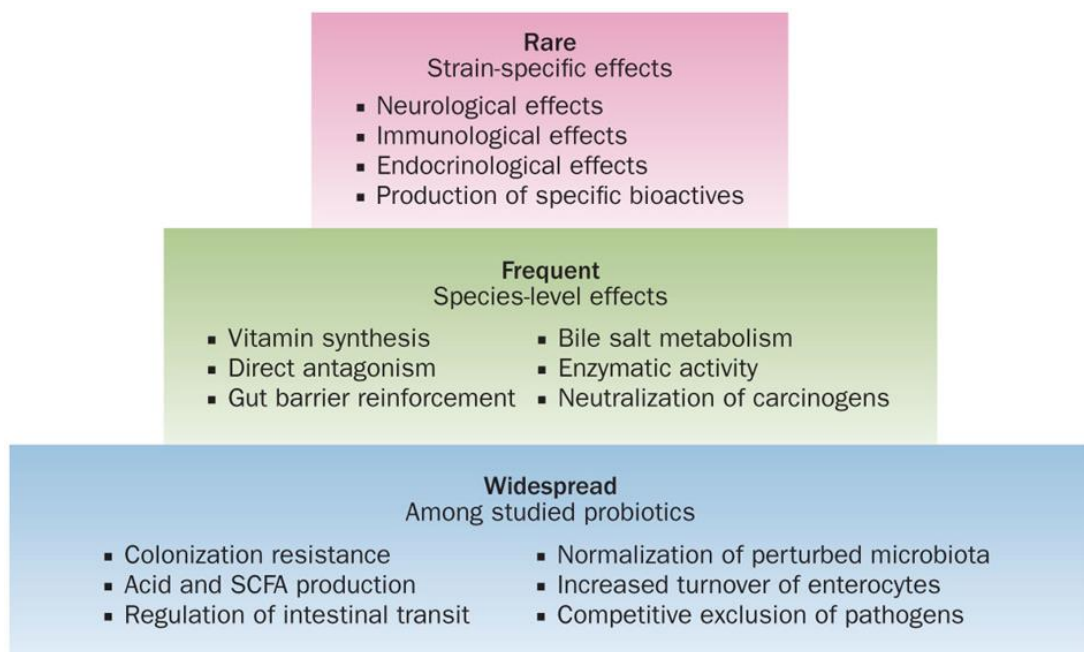 Rare
Strain-specific effects
▪ Neurological effects
▪ Immunological effects
▪ Endocrinological effects
▪ Production of specific bioactives
Frequent
Species-level effects
▪ Vitamin synthesis
▪ Direct antagonism
▪ Gut barrier reinforcement
▪ Bile salt metabolism
▪ Enzymatic activity
▪ Neutralization of carcinogens
Widespread
Among studied probiotics
▪ Colonization resistance
▪ Acid and SCFA production
▪ Regulation of intestinal transit
▪ Normalization of perturbed microbiota
▪ Increased turnover of enterocytes
▪ Competitive exclusion of pathogens